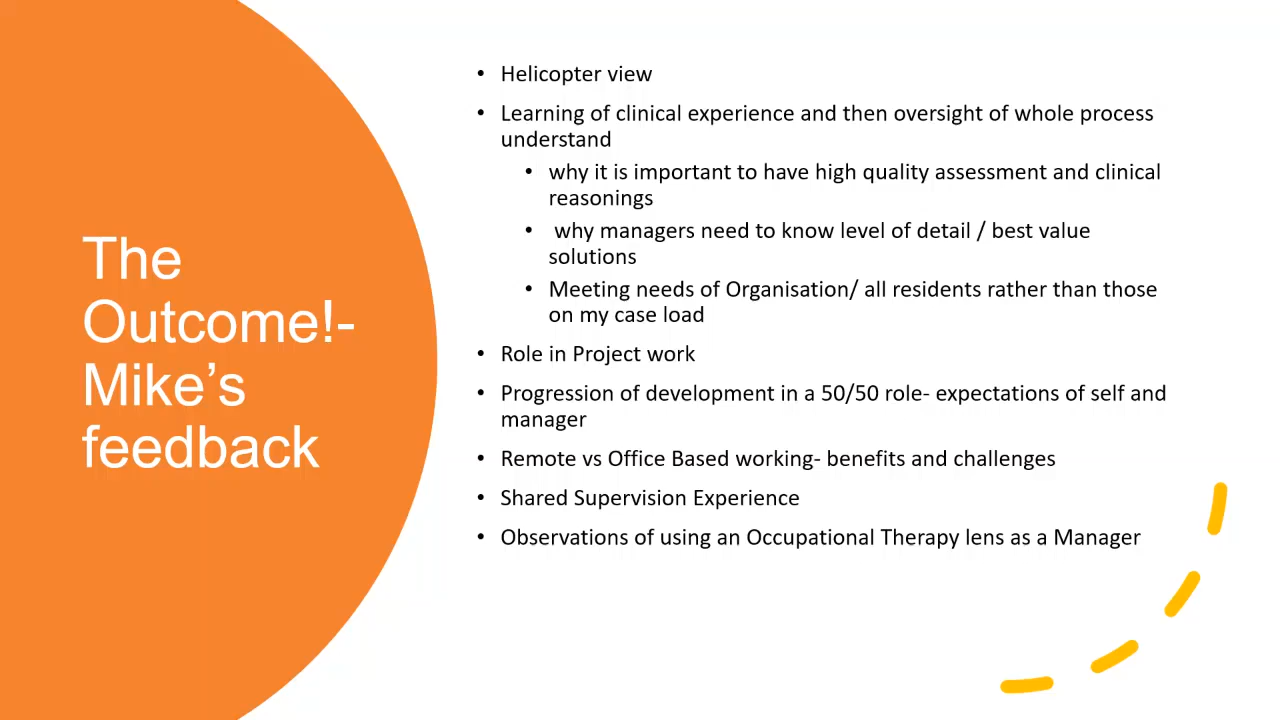 The
Outcome!-
Mike’s
feedback
• Helicopter view
• Learning of clinical experience and then oversight of whole process
understand
• why it is important to have high quality assessment and clinical
reasonings
• why managers need to know level of detail / best value
solutions
• Meeting needs of Organisation/ all residents rather than those
on my case load
• Role in Project work
• Progression of development in a 50/50 role- expectations of self and
manager
• Remote vs Office Based working- benefits and challenges
• Shared Supervision Experience
• Observations of using an Occupational Therapy lens as a Manager